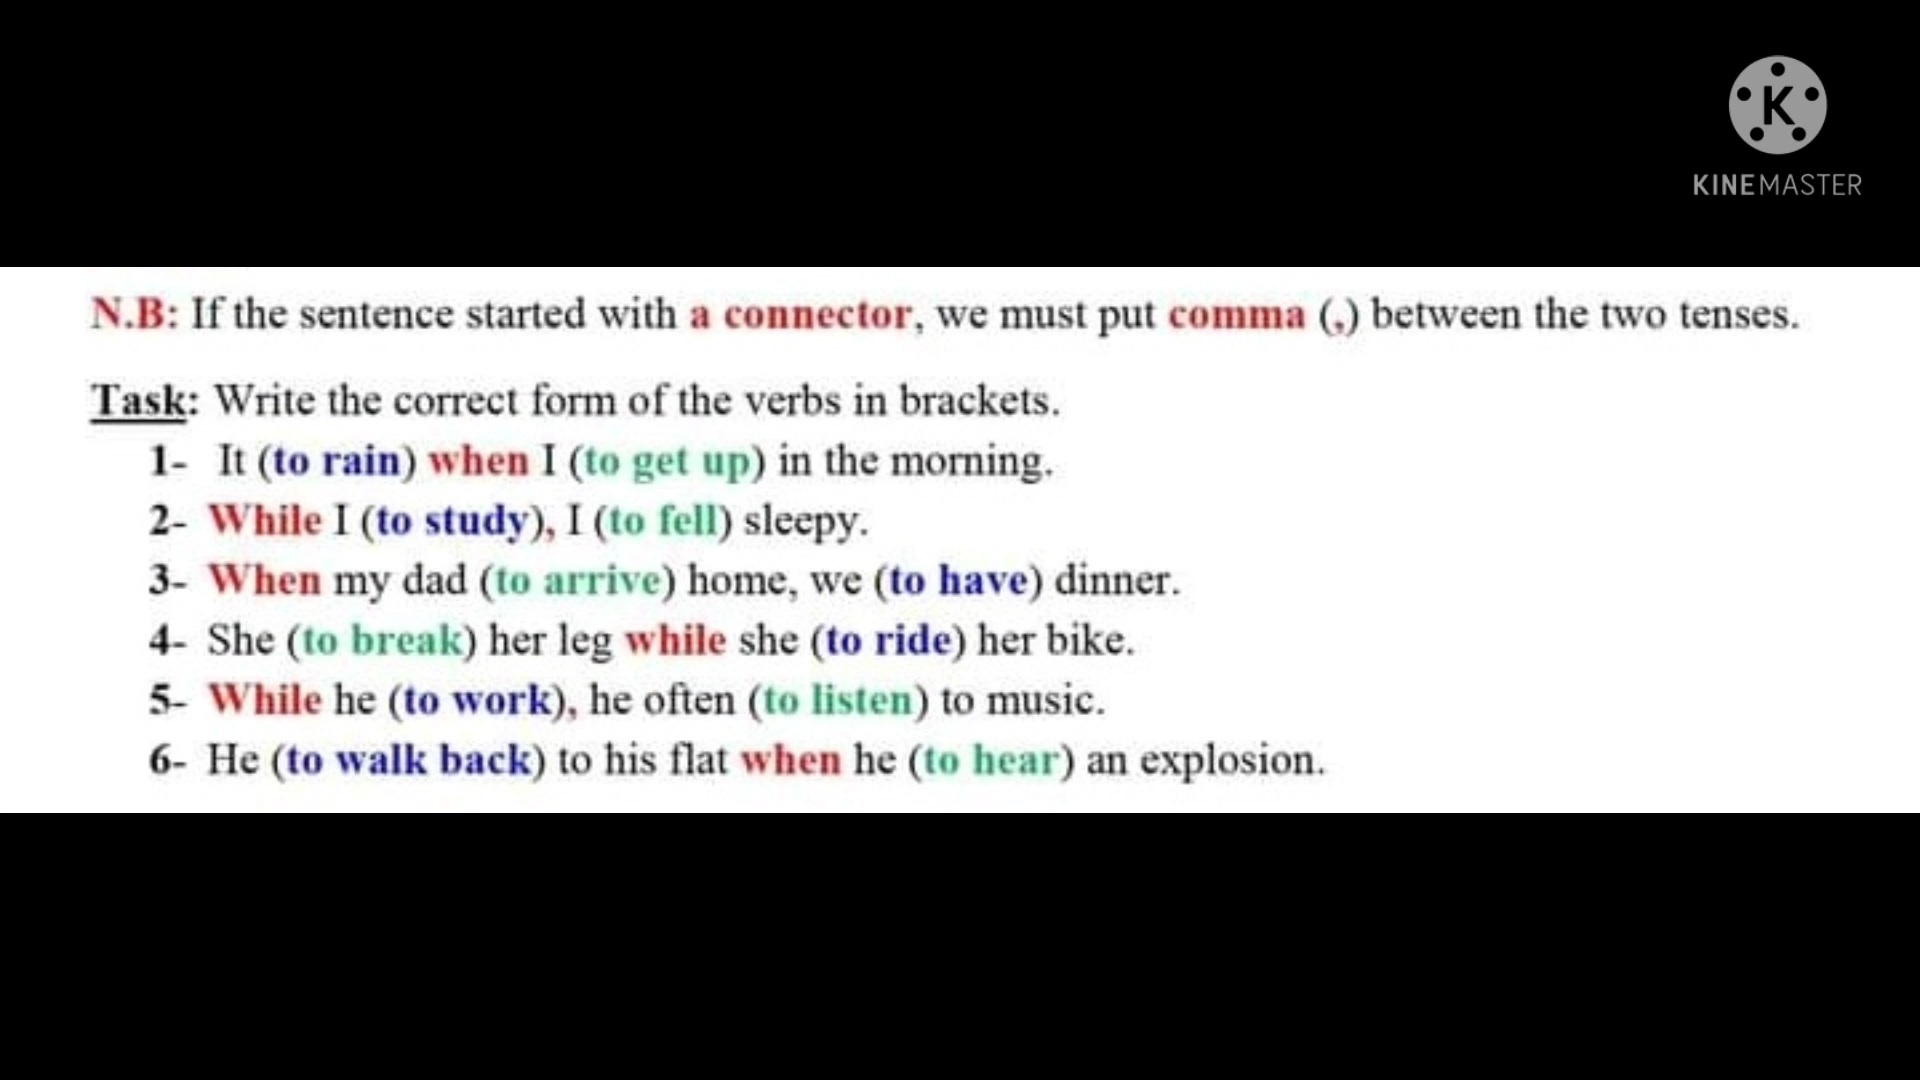 KINEMASTER
N.B: If the sentence started with a connector, we must put comma (,) between the two tenses.
Task: Write the correct form of the verbs in brackets.
1- It (to rain) when I (to get up) in the morning.
2- While I (to study), I (to fell) sleepy.
3- When my dad (to arrive) home, we (to have) dinner.
4- She (to break) her leg while she (to ride) her bike.
5- While he (to work), he often (to listen) to music.
6- He (to walk back) to his flat when he (to hear) an explosion.